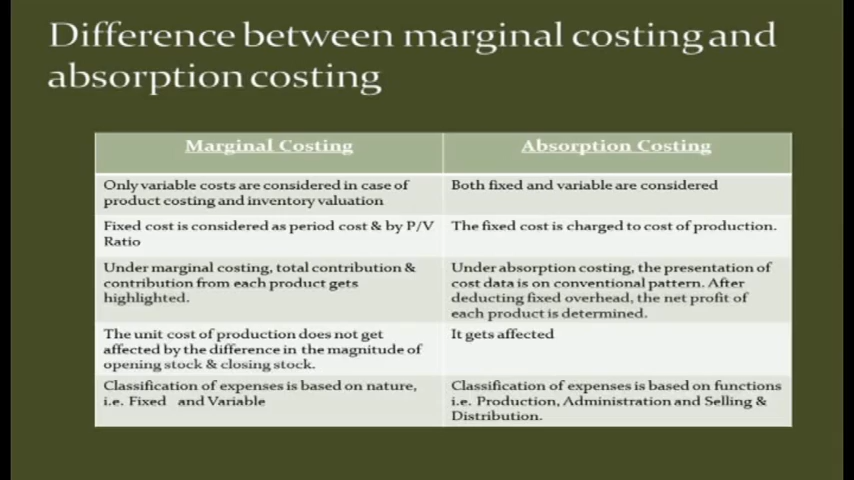 Difference between marginal costing and
absorption costing
Marginal Costing
Absorption Costing
Only variable costs are considered in case of
product costing and inventory valuation
Both fixed and variable are considered
Fixed cost is considered as period cost & by P/V
Ratio
The fixed cost is charged to cost of production.
Under marginal costing, total contribution &
contribution from each product gets
highlighted.
Under absorption costing, the presentation of
cost data is on conventional pattern. After
deducting fixed overhead, the net profit of
each product is determined.
The unit cost of production does not get
affected by the difference in the magnitude of
opening stock & closing stock.
It gets affected
Classification of expenses is based on nature,
i.e. Fixed and Variable
Classification of expenses is based on functions
i.e. Production, Administration and Selling &
Distribution.